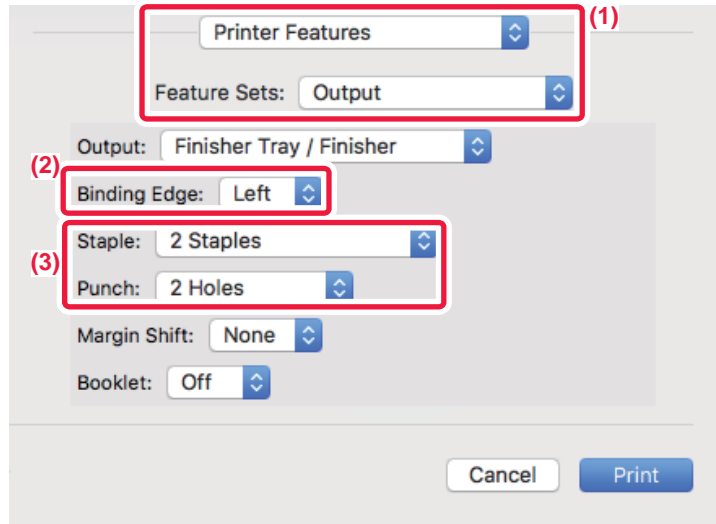 Printer Features
(1)
Feature Sets: Output
Output: Finisher Tray / Finisher
(2)
Binding Edge: Left
Staple: 2 Staples
(3)
Punch: 2 Holes
Margin Shift: None
Booklet: Off
Cancel Print